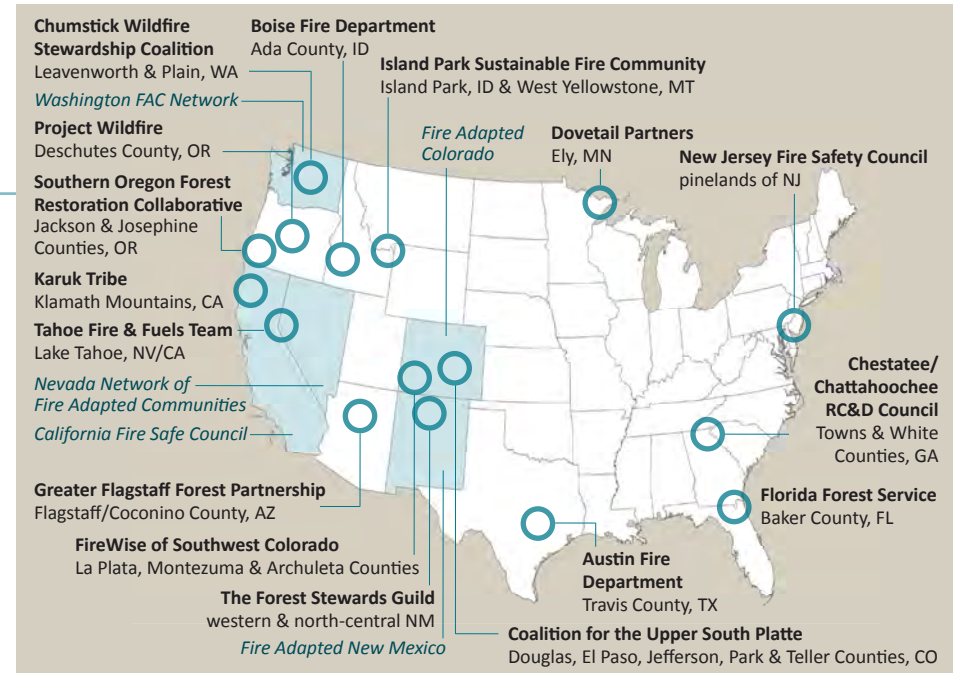 Chumstick Wildfire
Stewardship Coalition
Leavenworth & Plain, WA
Washington FAC Network
Project Wildfire
Deschutes County, OR
Southern Oregon Forest
Restoration Collaborative
Jackson & Josephine
Counties, OR
Karuk Tribe
Klamath Mountains, CA
Tahoe Fire & Fuels Team
Lake Tahoe, NV/CA
Nevada Network of
Fire Adapted Communities
California Fire Safe Council
Greater Flagstaff Forest Partnership
Flagstaff/Coconino County, AZ
FireWise of Southwest Colorado
La Plata, Montezuma & Archuleta Counties
The Forest Stewards Guild
western & north-central NM
Fire Adapted New Mexico
Boise Fire Department
Ada County, ID
Island Park Sustainable Fire Community
Island Park, ID & West Yellowstone, MT
Fire Adapted
Colorado
Dovetail Partners
Ely, MN
New Jersey Fire Safety Council
pinelands of NJ
Chestatee/
Chattahoochee
RC&D Council
Towns & White
Counties, GA
Florida Forest Service
Baker County, FL
Austin Fire
Department
Travis County, TX
Coalition for the Upper South Platte
Douglas, El Paso, Jefferson, Park & Teller Counties, CO